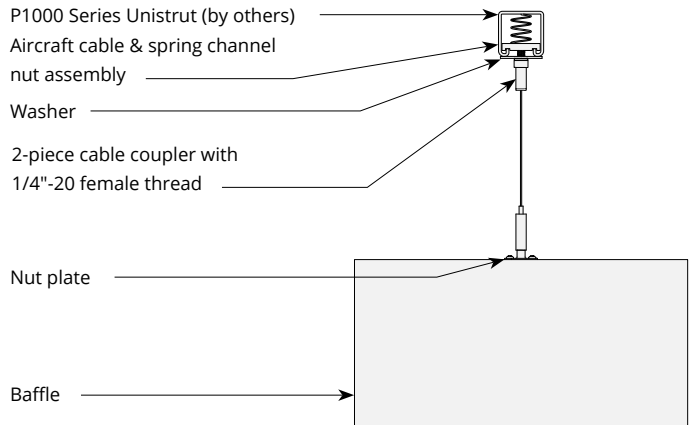 P1000 Series Unistrut (by others)
Aircraft cable & spring channel
nut assembly
Washer
2-piece cable coupler with
1/4"-20 female thread
Nut plate
Baffle